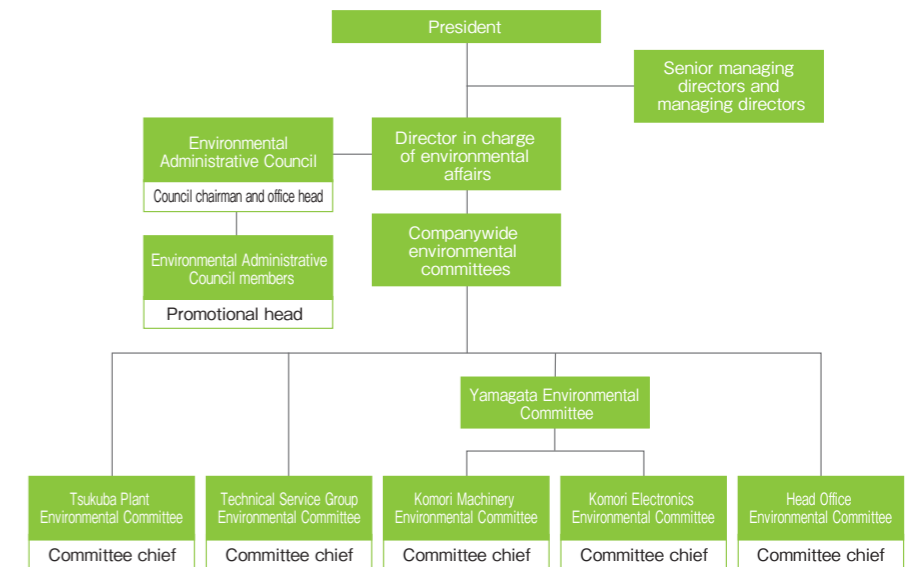 President
Senior managing
directors and
managing directors
Environmental
Administrative Council
Council chairman and office head
Director in charge
of environmental
affairs
Environmental Administrative
Council members
Promotional head
Companywide
environmental
committees
Yamagata Environmental
Committee
Tsukuba Plant
Environmental Committee
Committee chief
Technical Service Group
Environmental Committee
Committee chief
Komori Machinery
Environmental Committee
Committee chief
Komori Electronics
Environmental Committee
Committee chief
Head Office
Environmental Committee
Committee chief